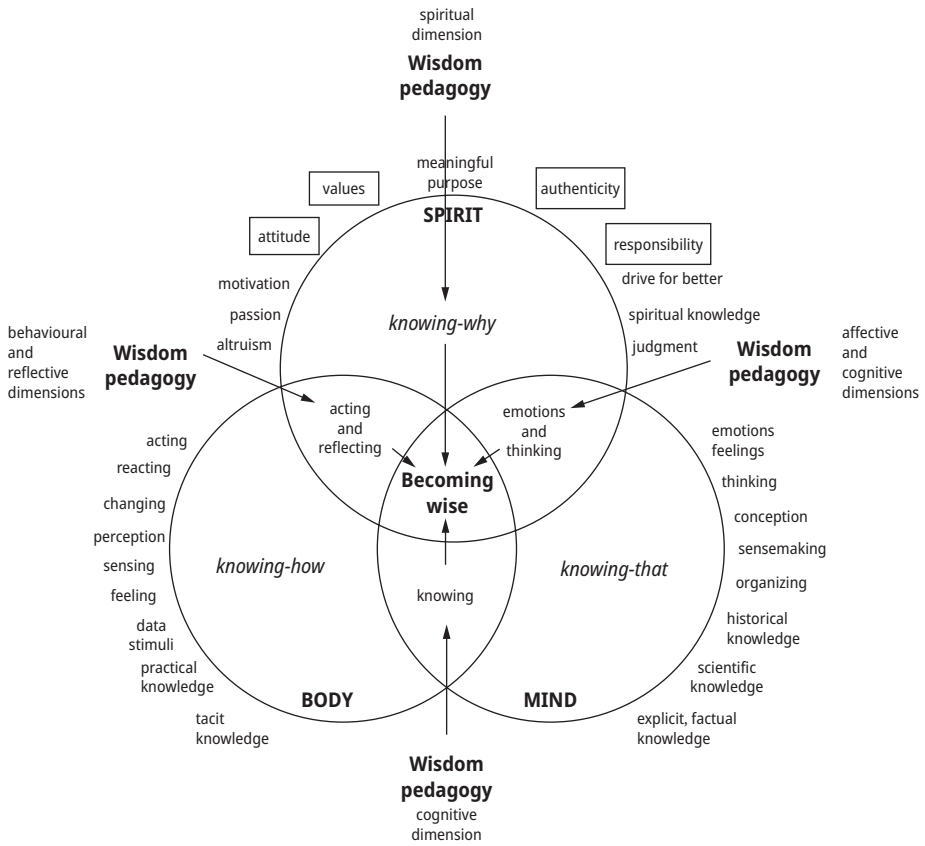 spiritual
dimension
Wisdom
pedagogy
meaningful
purpose
values
authenticity
SPIRIT
attitude
responsibility
motivation
drive for better
passion
knowing-why
spiritual knowledge
altruism
judgment
behavioural
and
reflective
dimensions
Wisdom
pedagogy
Wisdom
pedagogy
affective
and
cognitive
dimensions
acting
and
reflecting
emotions
and
thinking
acting
reacting
changing
perception
sensing
feeling
data
stimuli
practical
knowledge
tacit
knowledge
emotions
feelings
thinking
conception
sensemaking
organizing
historical
knowledge
scientific
knowledge
explicit, factual
knowledge
Becoming
wise
knowing-how
knowing-that
knowing
BODY
MIND
Wisdom
pedagogy
cognitive
dimension